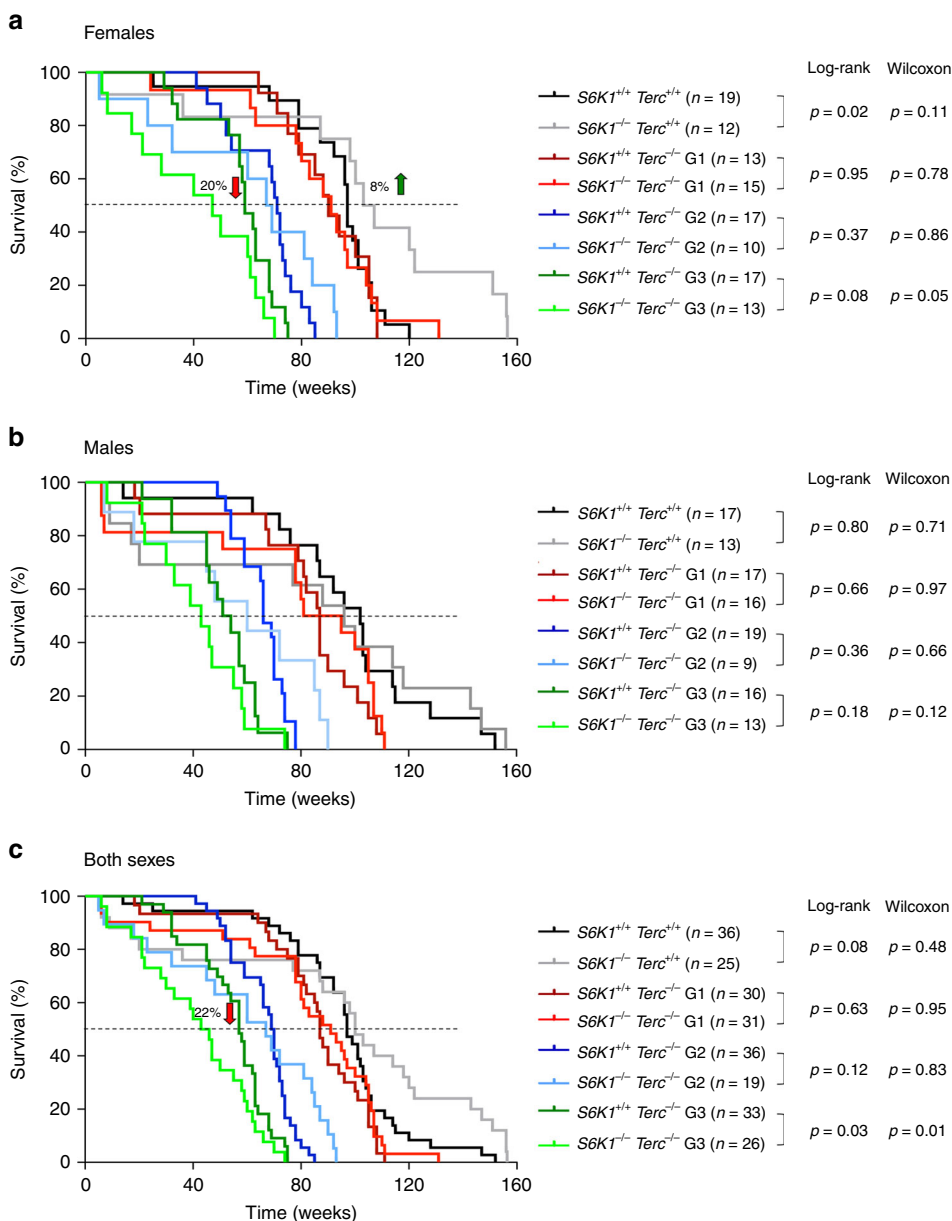 a
Females
100
80
60
40
20
0
Survival (%)
20%
8%
0 40 80 120 160
Time (weeks)
Log-rank Wilcoxon
S6K1+/+ Terc+/+ (n = 19)
S6K1−/− Terc+/+ (n = 12)
p = 0.02 p = 0.11
S6K1+/+ Terc−/− G1 (n = 13)
S6K1−/− Terc−/− G1 (n = 15)
p = 0.95 p = 0.78
S6K1+/+ Terc−/− G2 (n = 17)
S6K1−/− Terc−/− G2 (n = 10)
p = 0.37 p = 0.86
S6K1+/+ Terc−/− G3 (n = 17)
S6K1−/− Terc−/− G3 (n = 13)
p = 0.08 p = 0.05
b
Males
100
80
60
40
20
0
Survival (%)
0 40 80 120 160
Time (weeks)
Log-rank Wilcoxon
S6K1+/+ Terc+/+ (n = 17)
S6K1−/− Terc+/+ (n = 13)
p = 0.80 p = 0.71
S6K1+/+ Terc−/− G1 (n = 17)
S6K1−/− Terc−/− G1 (n = 16)
p = 0.66 p = 0.97
S6K1+/+ Terc−/− G2 (n = 19)
S6K1−/− Terc−/− G2 (n = 9)
p = 0.36 p = 0.66
S6K1+/+ Terc−/− G3 (n = 16)
S6K1−/− Terc−/− G3 (n = 13)
p = 0.18 p = 0.12
c
Both sexes
100
80
60
40
20
0
Survival (%)
22%
0 40 80 120 160
Time (weeks)
Log-rank Wilcoxon
S6K1+/+ Terc+/+ (n = 36)
S6K1−/− Terc+/+ (n = 25)
p = 0.08 p = 0.48
S6K1+/+ Terc−/− G1 (n = 30)
S6K1−/− Terc−/− G1 (n = 31)
p = 0.63 p = 0.95
S6K1+/+ Terc−/− G2 (n = 36)
S6K1−/− Terc−/− G2 (n = 19)
p = 0.12 p = 0.83
S6K1+/+ Terc−/− G3 (n = 33)
S6K1−/− Terc−/− G3 (n = 26)
p = 0.03 p = 0.01